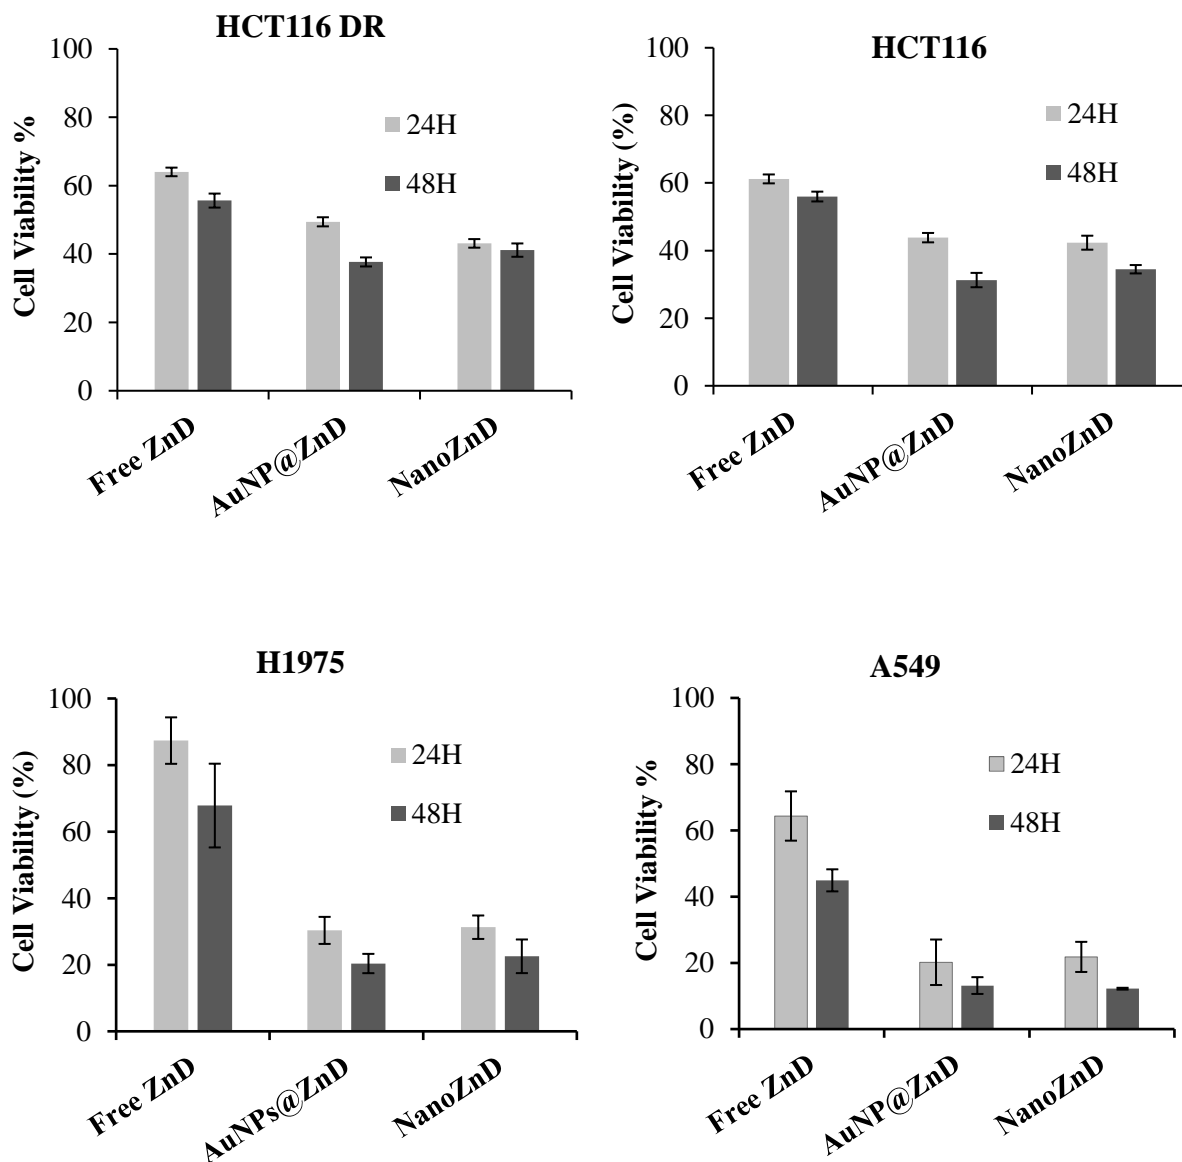 HCT116 DR
Cell Viability %
100
80
60
40
20
0
24H
48H
Free ZnD
AuNP@ZnD
NanoZnD
HCT116
Cell Viability (%)
100
80
60
40
20
0
24H
48H
Free ZnD
AuNP@ZnD
NanoZnD
H1975
Cell Viability (%)
100
80
60
40
20
0
24H
48H
Free ZnD
AuNPs@ZnD
NanoZnD
A549
Cell Viability %
100
80
60
40
20
0
24H
48H
Free ZnD
AuNP@ZnD
NanoZnD